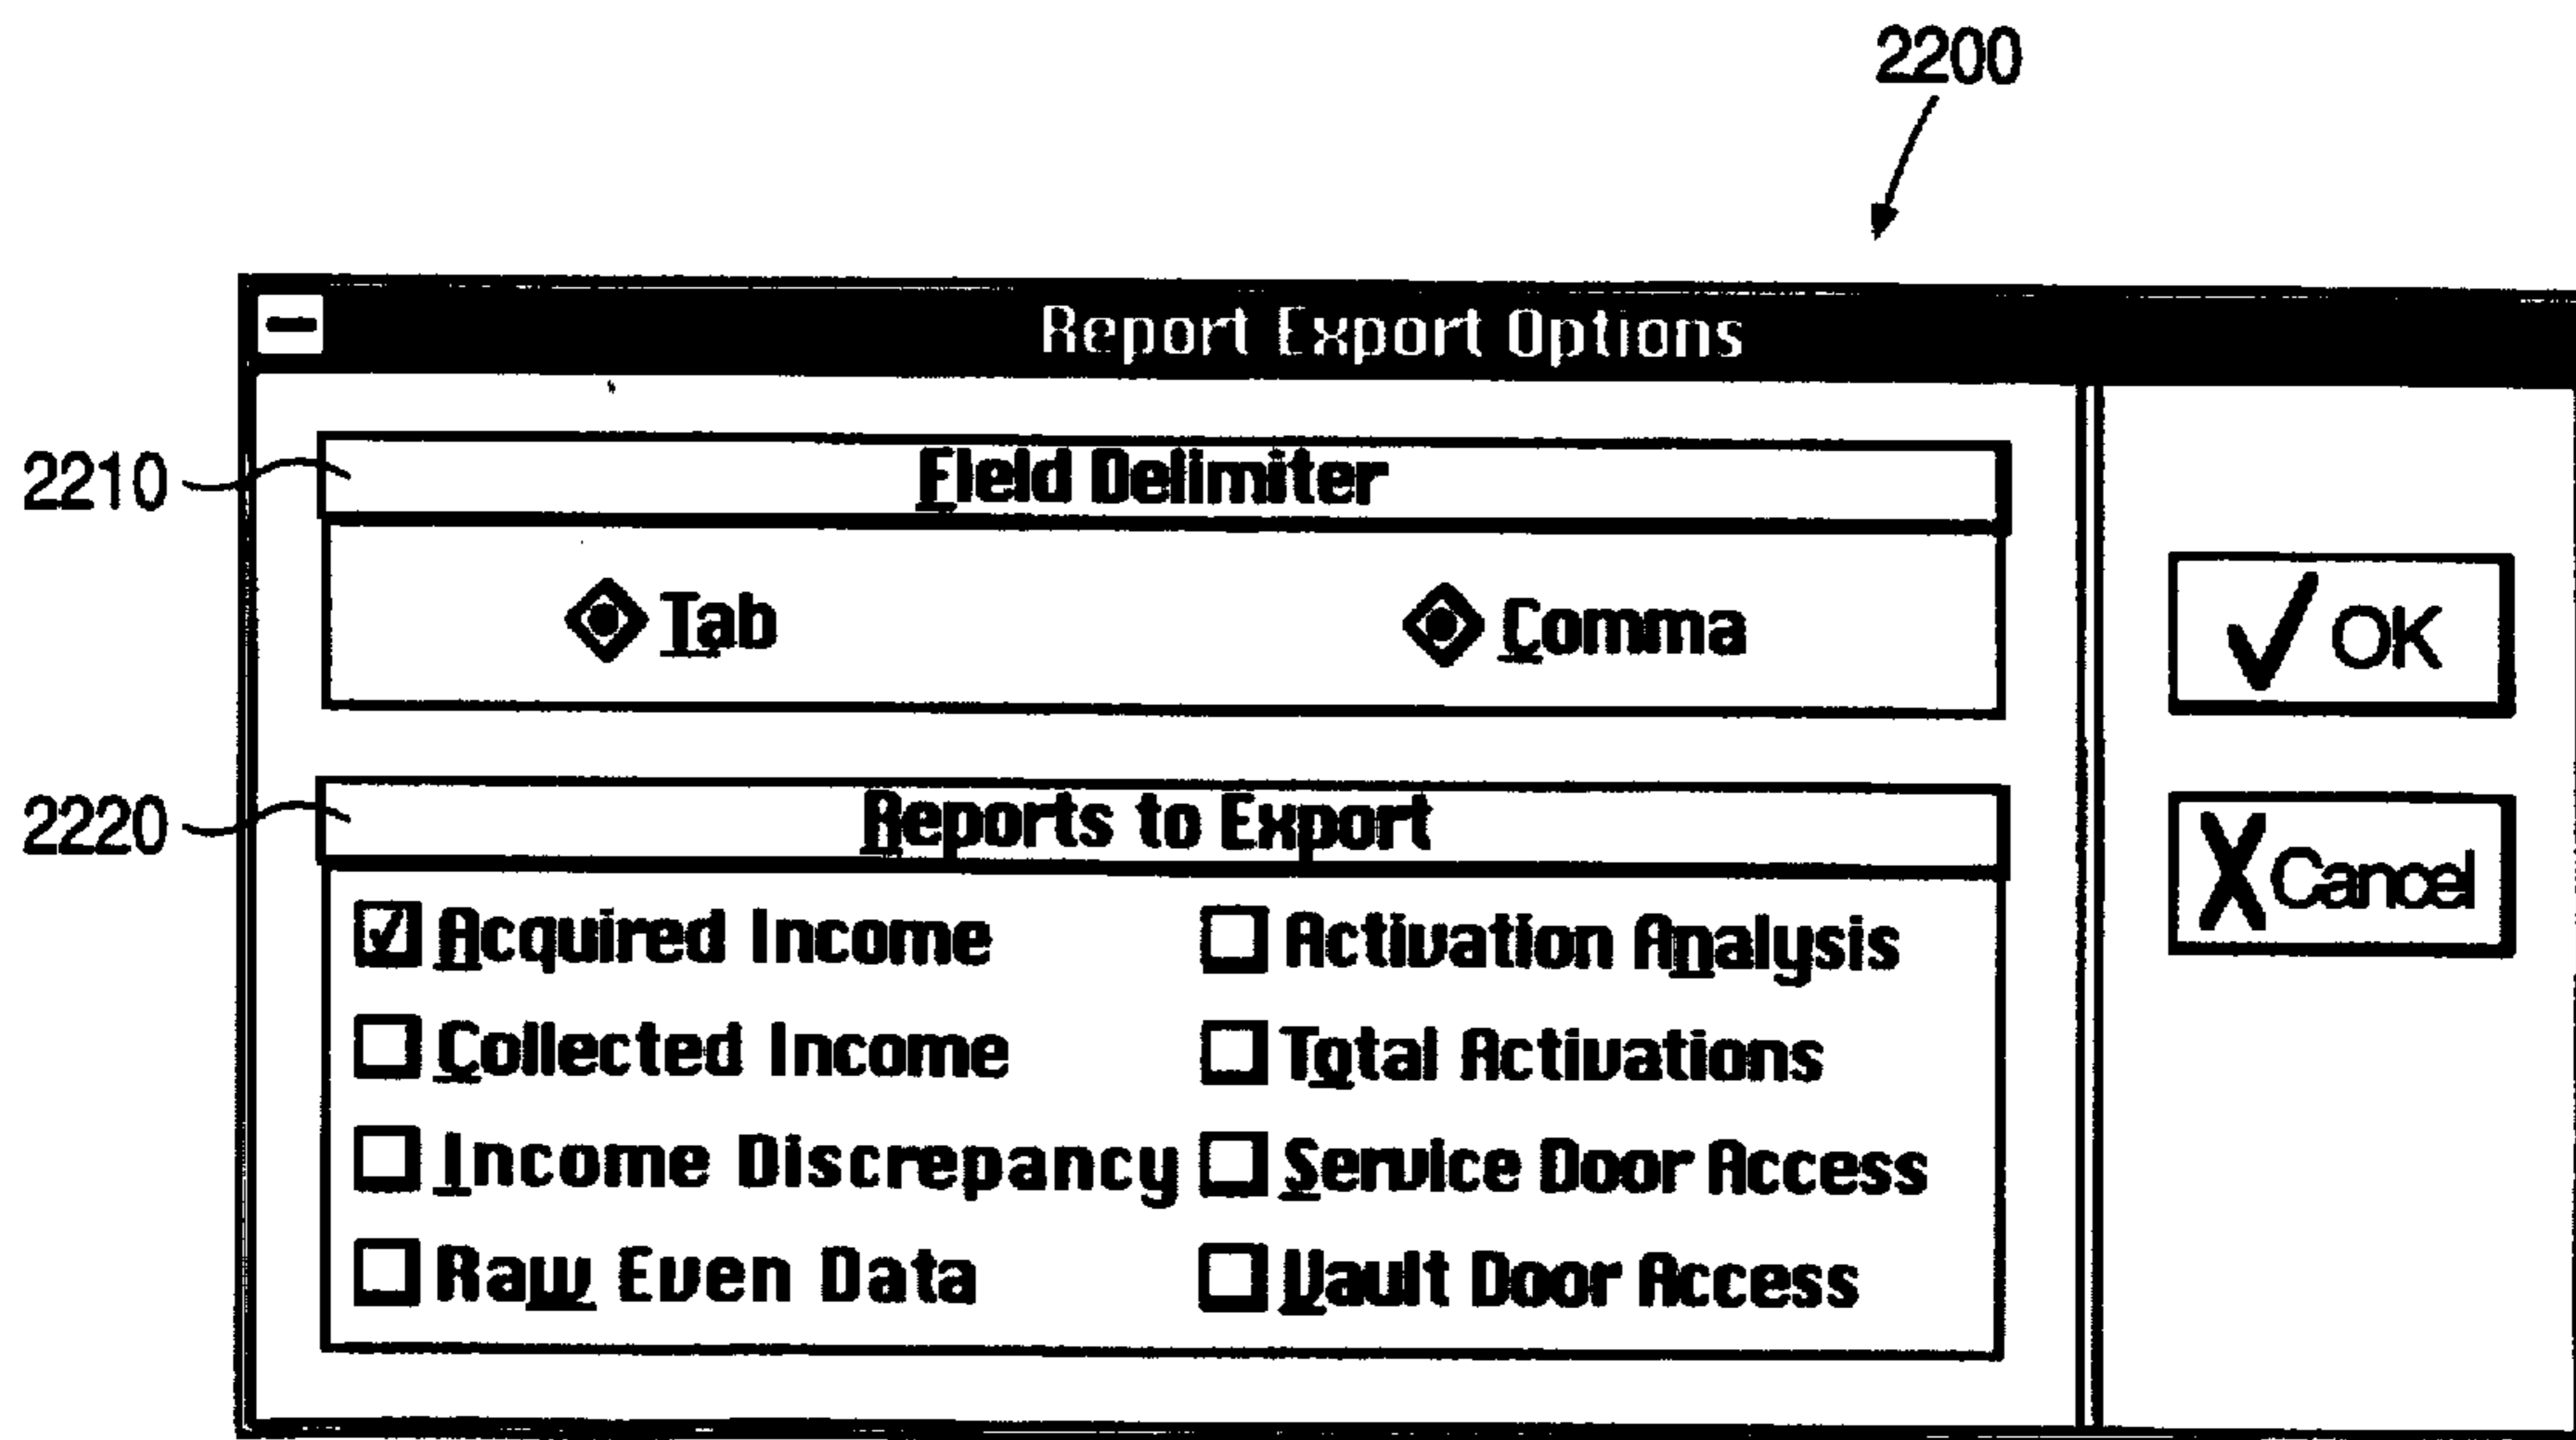 2200
Report Export Options
2210
Field Delimiter
Tab
Comma
OK
2220
Reports to Export
Cancel
Acquired Income
Activation Analysis
Collected Income
Total Activations
Income Discrepancy
Service Door Access
Raw Even Data
Vault Door Access